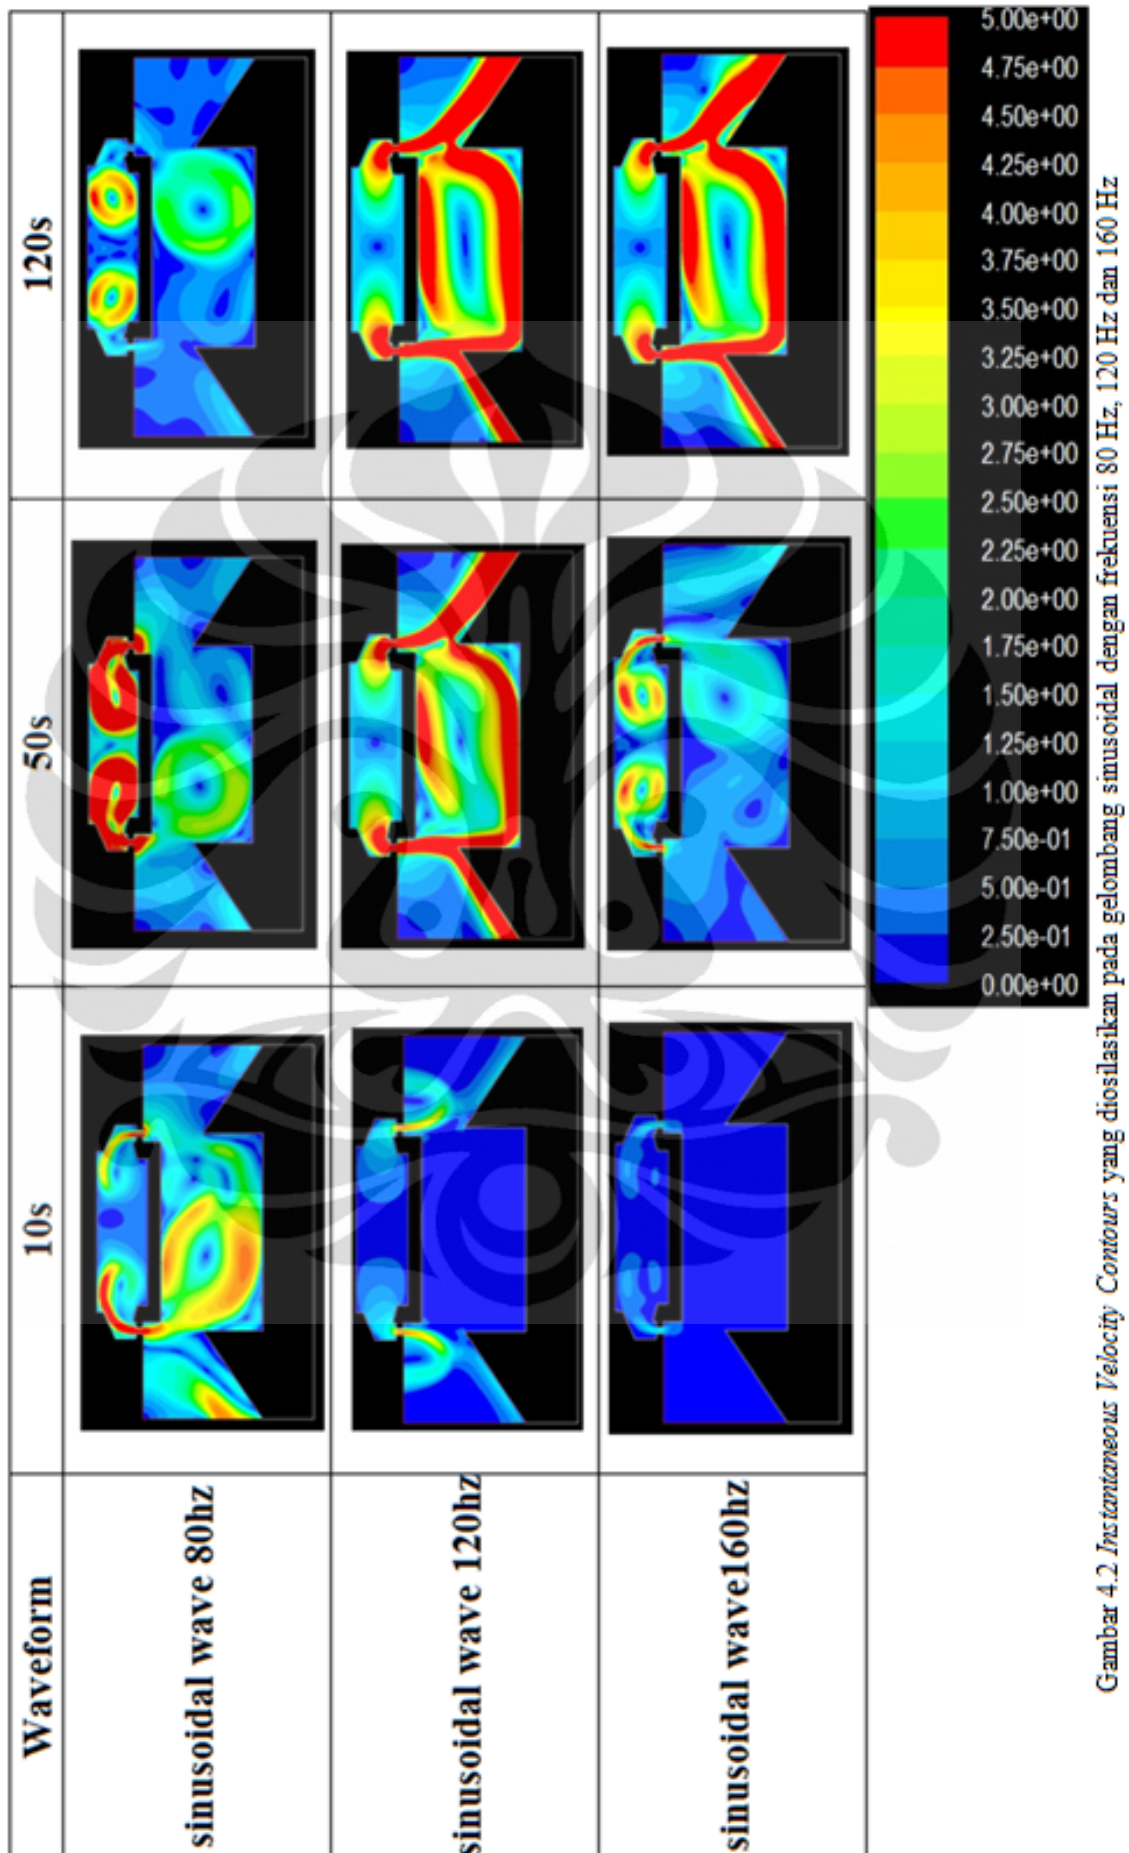 Waveform 10s 50s 120s
sinusoidal wave 80hz
sinusoidal wave 120hz
sinusoidal wave160hz
5.00e+00
4.75e+00
4.50e+00
4.25e+00
4.00e+00
3.75e+00
3.50e+00
3.25e+00
3.00e+00
2.75e+00
2.50e+00
2.25e+00
2.00e+00
1.75e+00
1.50e+00
1.25e+00
1.00e+00
7.50e-01
5.00e-01
2.50e-01
0.00e+00
Gambar 4.2 Instantaneous Velocity Contours yang diosilasikan pada gelombang sinusoidal dengan frekuensi 80 Hz, 120 Hz dan 160 Hz